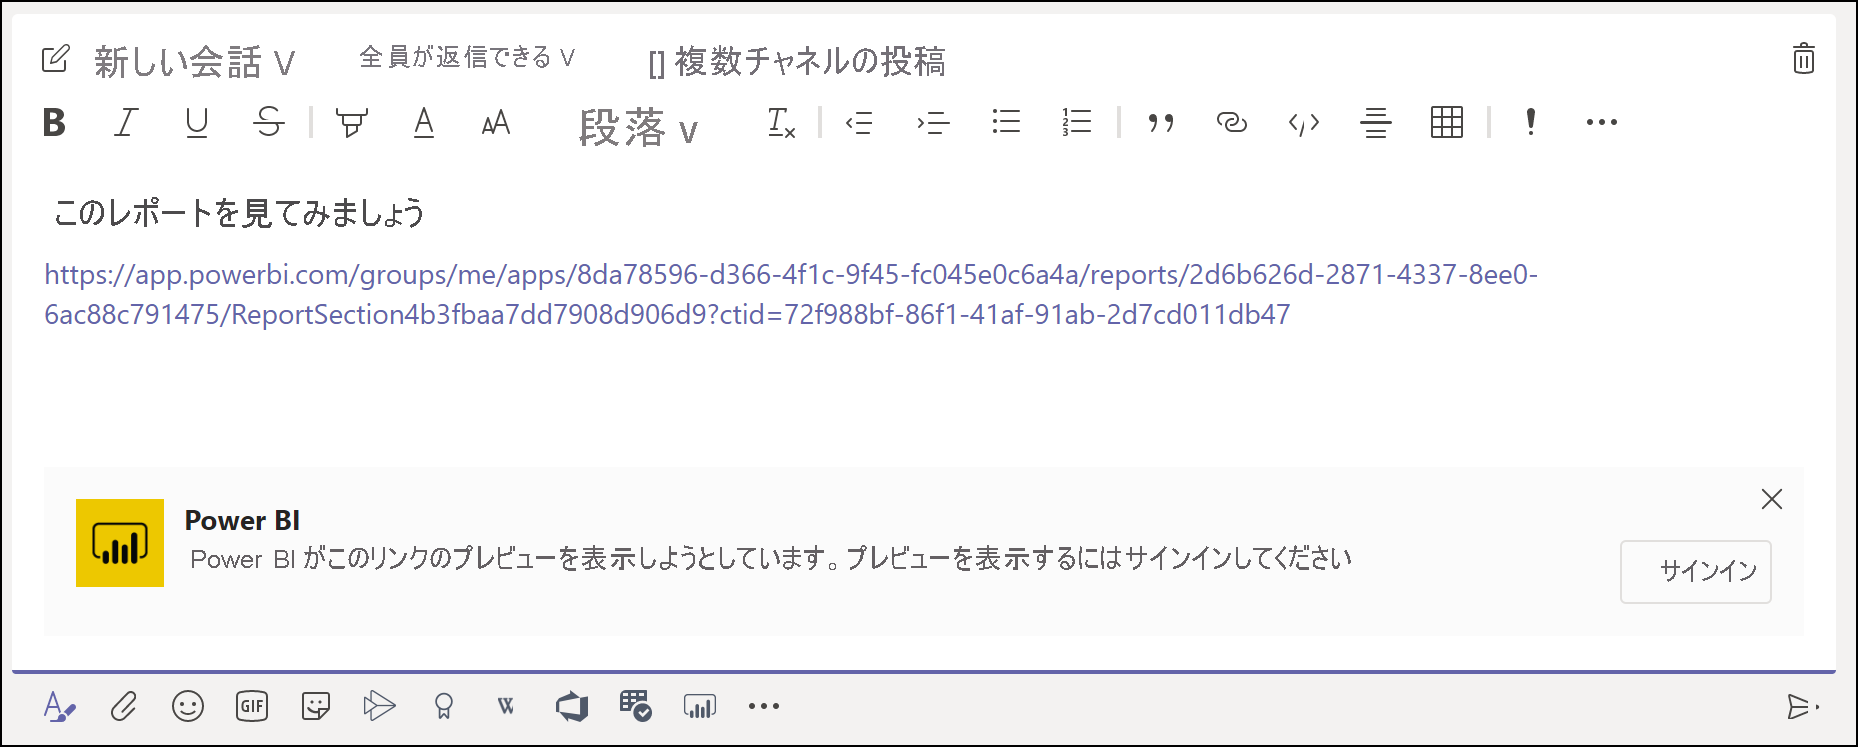 新しい会話 V 全員が返信できる V [] 複数チャネルの投稿
B I U S A AA 段落 v
このレポートを見てみましょう
https://app.powerbi.com/groups/me/apps/8da78596-d366-4f1c-9f45-fc045e0c6a4a/reports/2d6b626d-2871-4337-8ee0-
6ac88c791475/ReportSection4b3fbaa7dd7908d906d9?ctid=72f988bf-86f1-41af-91ab-2d7cd011db47
Power BI
Power BI がこのリンクのプレビューを表示しようとしています。プレビューを表示するにはサインインしてください
サインイン
GIF